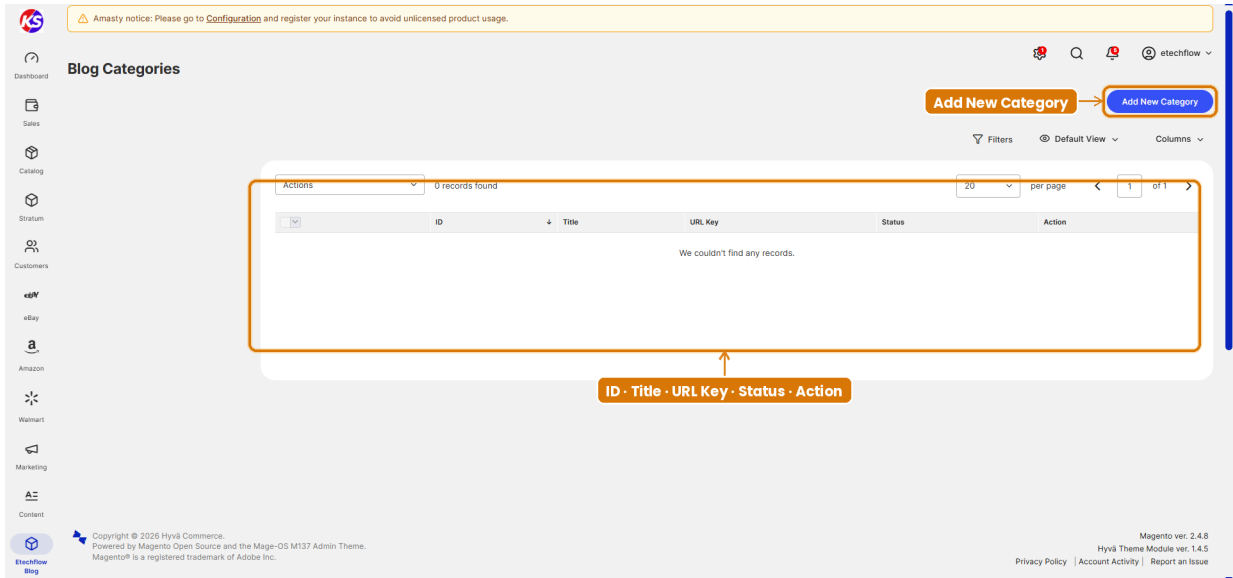 KS
Amasty notice: Please go to Configuration and register your instance to avoid unlicensed product usage.
Dashboard
Sales
Catalog
Stratum
Customers
ebay
eBay
a
Amazon
Walmart
Marketing
A
Content
Etechflow
Blog
Blog Categories
etechflow
Add New Category
Add New Category
Filters
Default View
Columns
Actions
0 records found
20
per page
1
of 1
ID
Title
URL Key
Status
Action
We couldn't find any records.
ID · Title · URL Key · Status · Action
Copyright © 2026 Hyvä Commerce.
Powered by Magento Open Source and the Mage-OS M137 Admin Theme.
Magento® is a registered trademark of Adobe Inc.
Magento ver. 2.4.8
Hyvä Theme Module ver. 1.4.5
Privacy Policy | Account Activity | Report an Issue